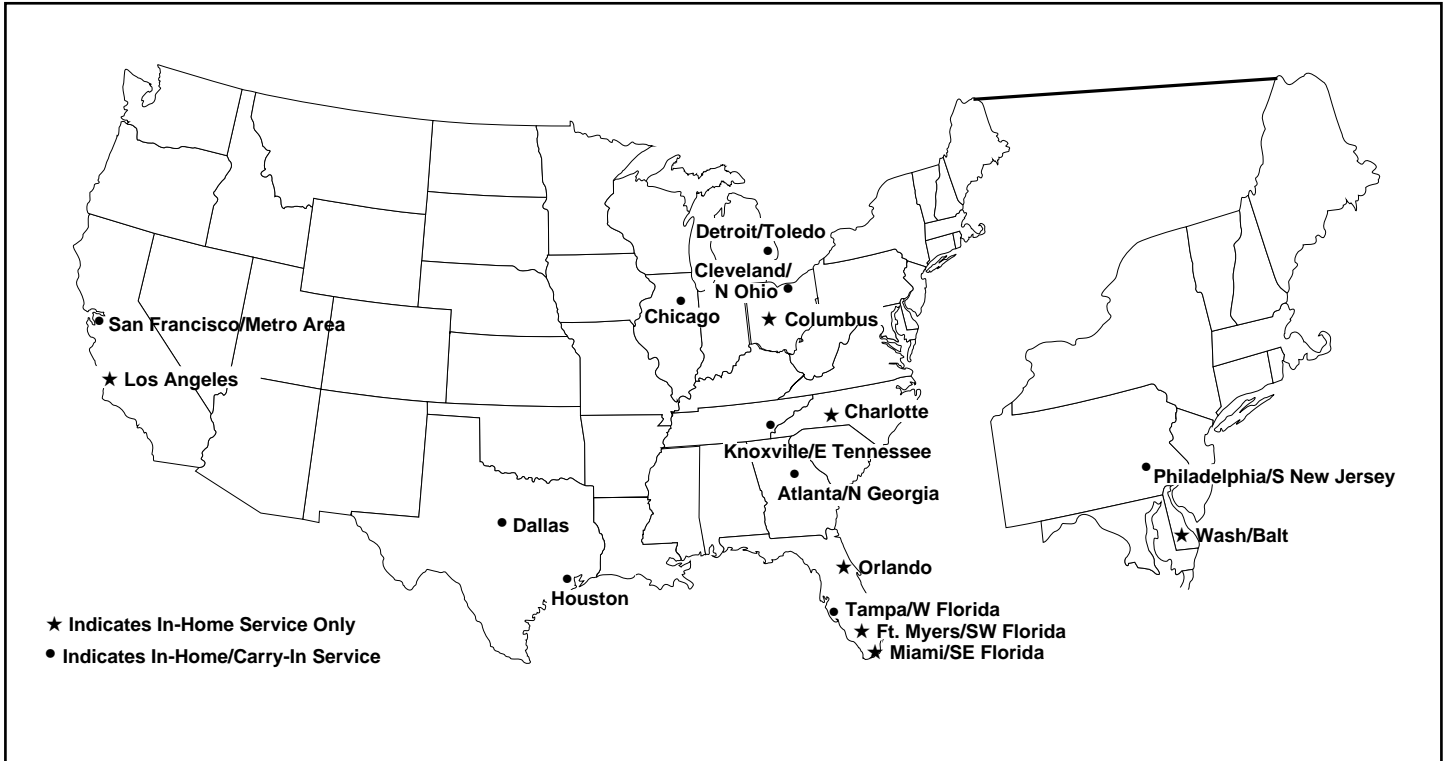 Detroit/Toledo
Cleveland/
N Ohio
Chicago
★ Columbus
San Francisco/Metro Area
★ Los Angeles
★ Charlotte
Knoxville/E Tennessee
Atlanta/N Georgia
Philadelphia/S New Jersey
Dallas
★ Wash/Balt
★ Orlando
Houston
Tampa/W Florida
★ Ft. Myers/SW Florida
★ Miami/SE Florida
★ Indicates In-Home Service Only
• Indicates In-Home/Carry-In Service